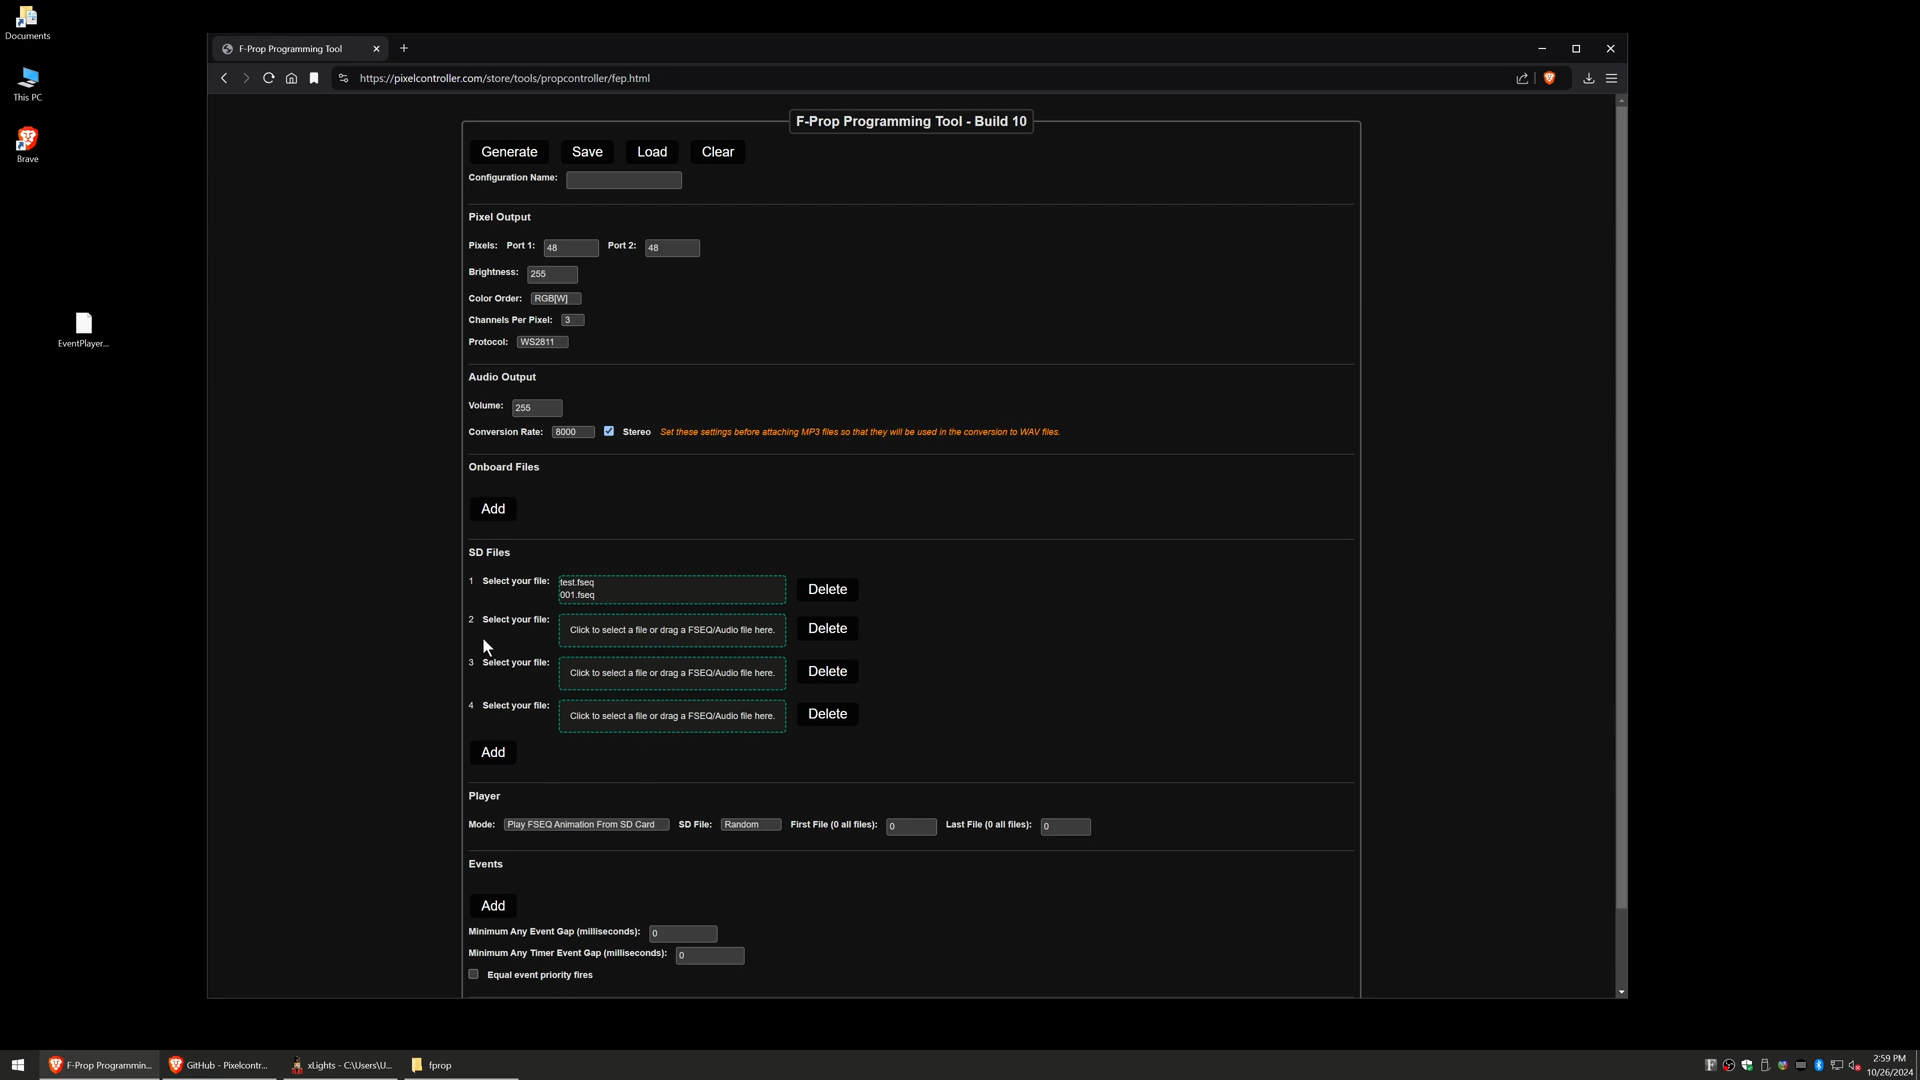 Documents
This PC
Brave
EventPlayer...
F-Prop Programming Tool
https://pixelcontroller.com/store/tools/propcontroller/fep.html
F-Prop Programming Tool - Build 10
Generate Save Load Clear
Configuration Name:
Pixel Output
Pixels: Port 1: 48 Port 2: 48
Brightness: 255
Color Order: RGB[W]
Channels Per Pixel: 3
Protocol: WS2811
Audio Output
Volume: 255
Conversion Rate: 8000 Stereo Set these settings before attaching MP3 files so that they will be used in the conversion to WAV files.
Onboard Files
Add
SD Files
1 Select your file: test.fseq
001.fseq
Delete
2 Select your file: Click to select a file or drag a FSEQ/Audio file here. Delete
3 Select your file: Click to select a file or drag a FSEQ/Audio file here. Delete
4 Select your file: Click to select a file or drag a FSEQ/Audio file here. Delete
Add
Player
Mode: Play FSEQ Animation From SD Card SD File: Random First File (0 all files): 0 Last File (0 all files): 0
Events
Add
Minimum Any Event Gap (milliseconds): 0
Minimum Any Timer Event Gap (milliseconds): 0
Equal event priority fires
F-Prop Programmin... GitHub - Pixelcontr... xLights - C:\Users\U... fprop
2:59 PM
10/26/2024